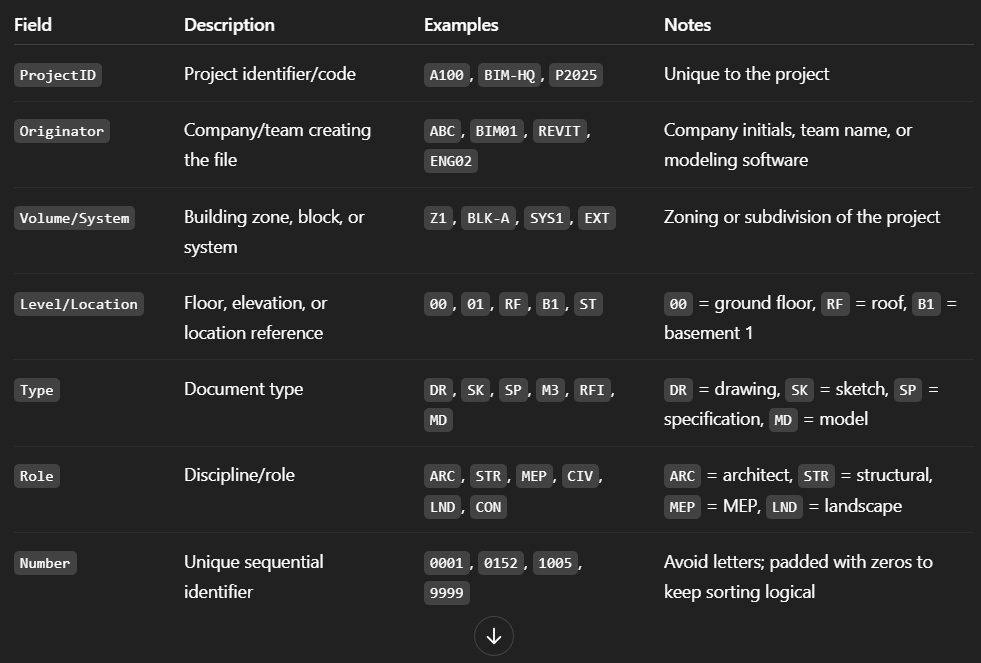 Field Description Examples Notes
ProjectID Project identifier/code A100, BIM-HQ, P2025 Unique to the project
Originator Company/team creating ABC, BIM01, REVIT, Company initials, team name, or
the file ENG02 modeling software
Volume/System Building zone, block, or Z1, BLK-A, SYS1, EXT Zoning or subdivision of the project
system
Level/Location Floor, elevation, or 00, 01, RF, B1, ST 00 = ground floor, RF = roof, B1 =
location reference basement 1
Type Document type DR, SK, SP, M3, RFI, DR = drawing, SK = sketch, SP =
MD specification, MD = model
Role Discipline/role ARC, STR, MEP, CIV, ARC = architect, STR = structural,
LND, CON MEP = MEP, LND = landscape
Number Unique sequential 0001, 0152, 1005, Avoid letters; padded with zeros to
identifier 9999 keep sorting logical